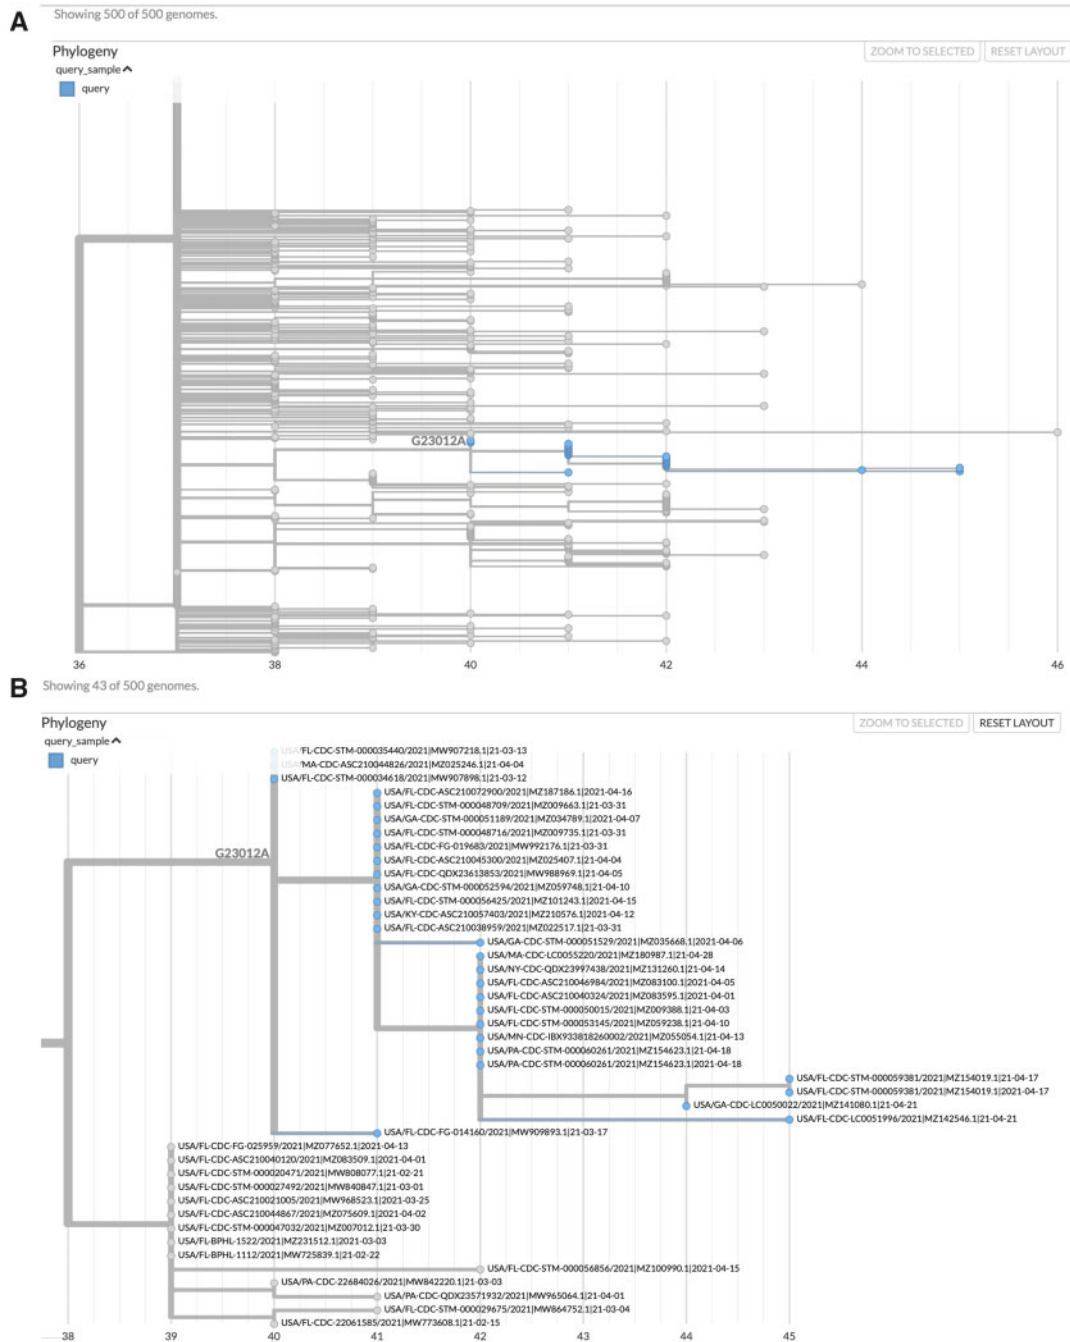 A
Showing 500 of 500 genomes.
Phylogeny
ZOOM TO SELECTED
RESET LAYOUT
query_sample
query
G23012A
36
38
40
42
44
46
B
Showing 43 of 500 genomes.
Phylogeny
ZOOM TO SELECTED
RESET LAYOUT
query_sample
query
USA/FL-CDC-STM-000035440/2021|MW907218.1|21-03-13
USA/MA-CDC-ASC210044826/2021|MZ025246.1|21-04-04
USA/FL-CDC-STM-000034618/2021|MW907898.1|21-03-12
USA/FL-CDC-ASC210072900/2021|MZ187186.1|2021-04-16
USA/FL-CDC-STM-000048709/2021|MZ009663.1|21-03-31
USA/GA-CDC-STM-000051189/2021|MZ034789.1|2021-04-07
USA/FL-CDC-STM-000048716/2021|MZ009735.1|21-03-31
G23012A
USA/FL-CDC-FG-019683/2021|MW992176.1|21-03-31
USA/FL-CDC-ASC210045300/2021|MZ025407.1|21-04-04
USA/FL-CDC-QDX23613853/2021|MW988969.1|21-04-05
USA/GA-CDC-STM-000052594/2021|MZ059748.1|21-04-10
USA/FL-CDC-STM-000056425/2021|MZ101243.1|2021-04-15
USA/KY-CDC-ASC210057403/2021|MZ210576.1|2021-04-12
USA/FL-CDC-ASC210038959/2021|MZ022517.1|21-03-31
USA/GA-CDC-STM-000051529/2021|MZ035668.1|2021-04-06
USA/MA-CDC-LC0055220/2021|MZ180987.1|21-04-28
USA/NY-CDC-QDX23997438/2021|MZ131260.1|21-04-14
USA/FL-CDC-ASC210046984/2021|MZ083100.1|21-04-05
USA/FL-CDC-ASC210040324/2021|MZ083595.1|21-04-01
USA/FL-CDC-STM-000050015/2021|MZ009388.1|21-04-03
USA/FL-CDC-STM-000053145/2021|MZ059238.1|21-04-10
USA/MN-CDC-IBX933818260002/2021|MZ055054.1|21-04-13
USA/PA-CDC-STM-000060261/2021|MZ154623.1|21-04-18
USA/PA-CDC-STM-000060261/2021|MZ154623.1|2021-04-18
USA/FL-CDC-STM-000059381/2021|MZ154019.1|21-04-17
USA/FL-CDC-STM-000059381/2021|MZ154019.1|2021-04-17
USA/GA-CDC-LC0050022/2021|MZ141080.1|21-04-21
USA/FL-CDC-LC0051996/2021|MZ142546.1|21-04-21
USA/FL-CDC-FG-014160/2021|MW909893.1|21-03-17
USA/FL-CDC-FG-025959/2021|MZ077652.1|2021-04-13
USA/FL-CDC-ASC210040120/2021|MZ083509.1|2021-04-01
USA/FL-CDC-STM-000020471/2021|MW808077.1|21-02-21
USA/FL-CDC-STM-000027492/2021|MW840847.1|21-03-01
USA/FL-CDC-ASC210021005/2021|MW968523.1|2021-03-25
USA/FL-CDC-ASC210044867/2021|MZ075609.1|2021-04-02
USA/FL-CDC-STM-000047032/2021|MZ007012.1|21-03-30
USA/FL-BPHL-1522/2021|MZ231512.1|2021-03-03
USA/FL-BPHL-1112/2021|MW725839.1|21-02-22
USA/FL-CDC-STM-000056856/2021|MZ100990.1|2021-04-15
USA/PA-CDC-22684026/2021|MW842220.1|21-03-03
USA/PA-CDC-QDX23571932/2021|MW965064.1|21-04-01
USA/FL-CDC-STM-000029675/2021|MW864752.1|21-03-04
USA/FL-CDC-22061585/2021|MW773608.1|21-02-15
38
39
40
41
42
43
44
45